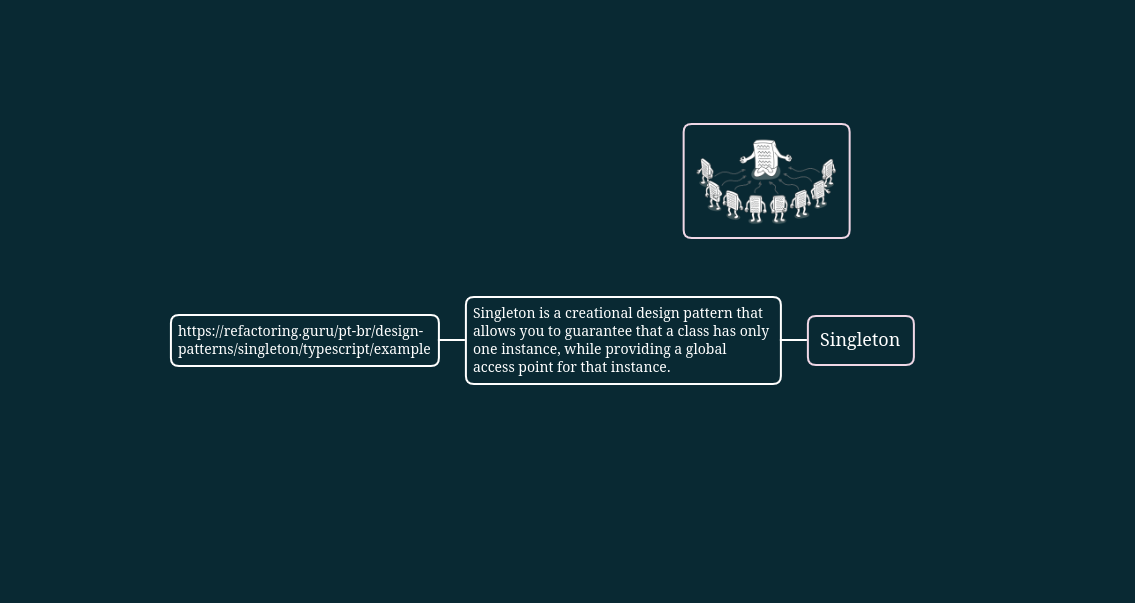 https://refactoring.guru/pt-br/design-
patterns/singleton/typescript/example
Singleton is a creational design pattern that
allows you to guarantee that a class has only
one instance, while providing a global
access point for that instance.
Singleton